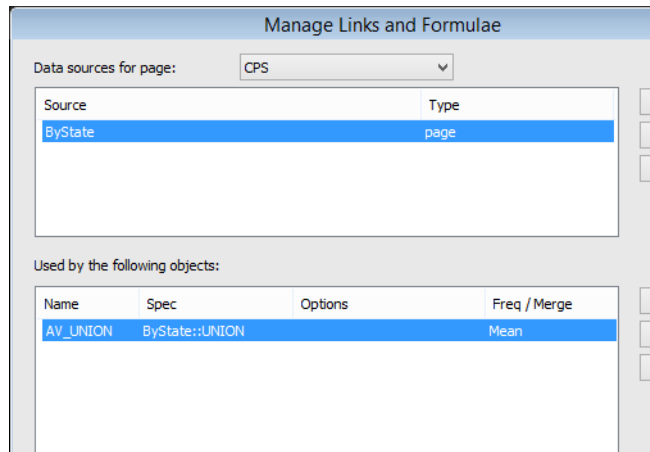 Manage Links and Formulae
Data sources for page: CPS
Source Type
ByState page
Used by the following objects:
Name Spec Options Freq / Merge
AV_UNION ByState::UNION Mean